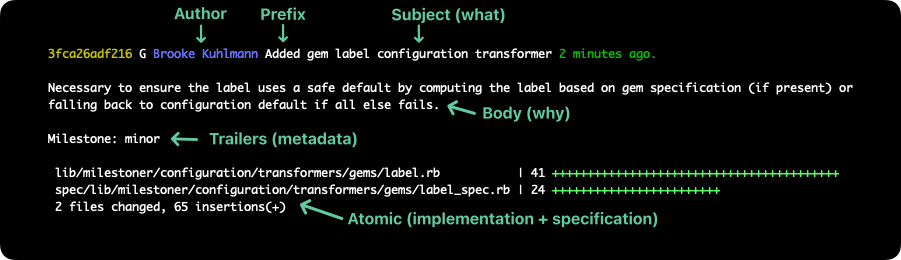 Author Prefix Subject (what)
3fca26adf216 G Brooke Kuhlmann Added gem label configuration transformer 2 minutes ago.
Necessary to ensure the label uses a safe default by computing the label based on gem specification (if present) or
falling back to configuration default if all else fails.
Body (why)
Milestone: minor
Trailers (metadata)
lib/milestoner/configuration/transformers/gems/label.rb | 41 +++++++++++++++++++++++++++++++++++++++++
spec/lib/milestoner/configuration/transformers/gems/label_spec.rb | 24 ++++++++++++++++++++++++
2 files changed, 65 insertions(+)
Atomic (implementation + specification)